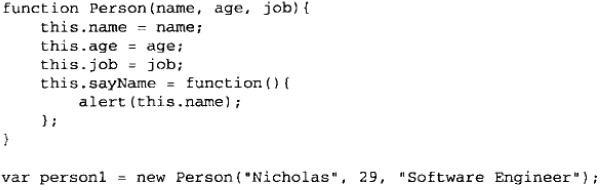 function Person(name, age, job){
    this.name = name;
    this.age = age;
    this.job = job;
    this.sayName = function(){
        alert(this.name);
    };
}
var person1 = new Person("Nicholas", 29, "Software Engineer");